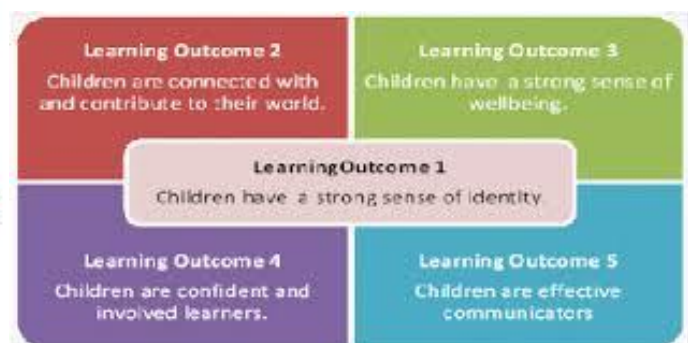 Learning Outcome 2
Children are connected with
and contribute to their world.
Learning Outcome 3
Children have a strong sense of
wellbeing.
LearningOutcome 1
Children have a strong sense of identity
Learning Outcome 4
Children are confident and
involved learners.
Learning Outcome 5
Children are effective
communicators